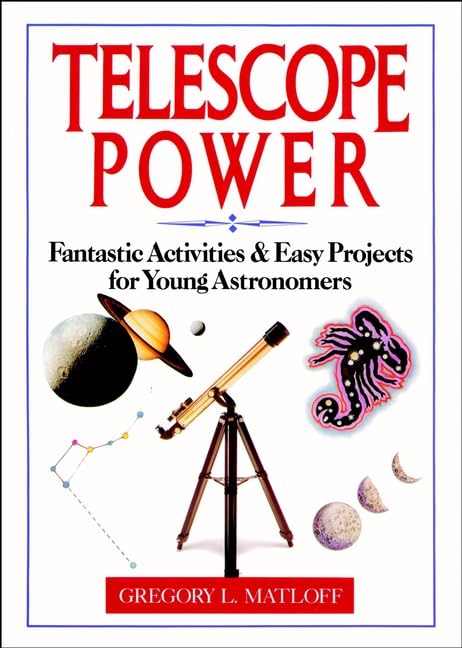 TELESCOPE
POWER
Fantastic Activities & Easy Projects
for Young Astronomers
GREGORY L. MATLOFF